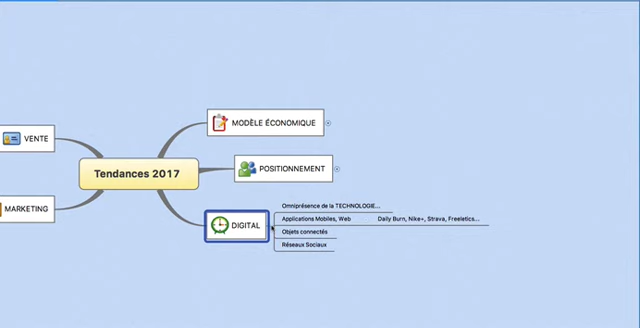 MODÈLE ÉCONOMIQUE
VENTE
Tendances 2017
POSITIONNEMENT
MARKETING
DIGITAL
Omniprésence de la TECHNOLOGIE...
Applications Mobiles, Web
Daily Burn, Nike+, Strava, Freeletics...
Objets connectés
Réseaux Sociaux